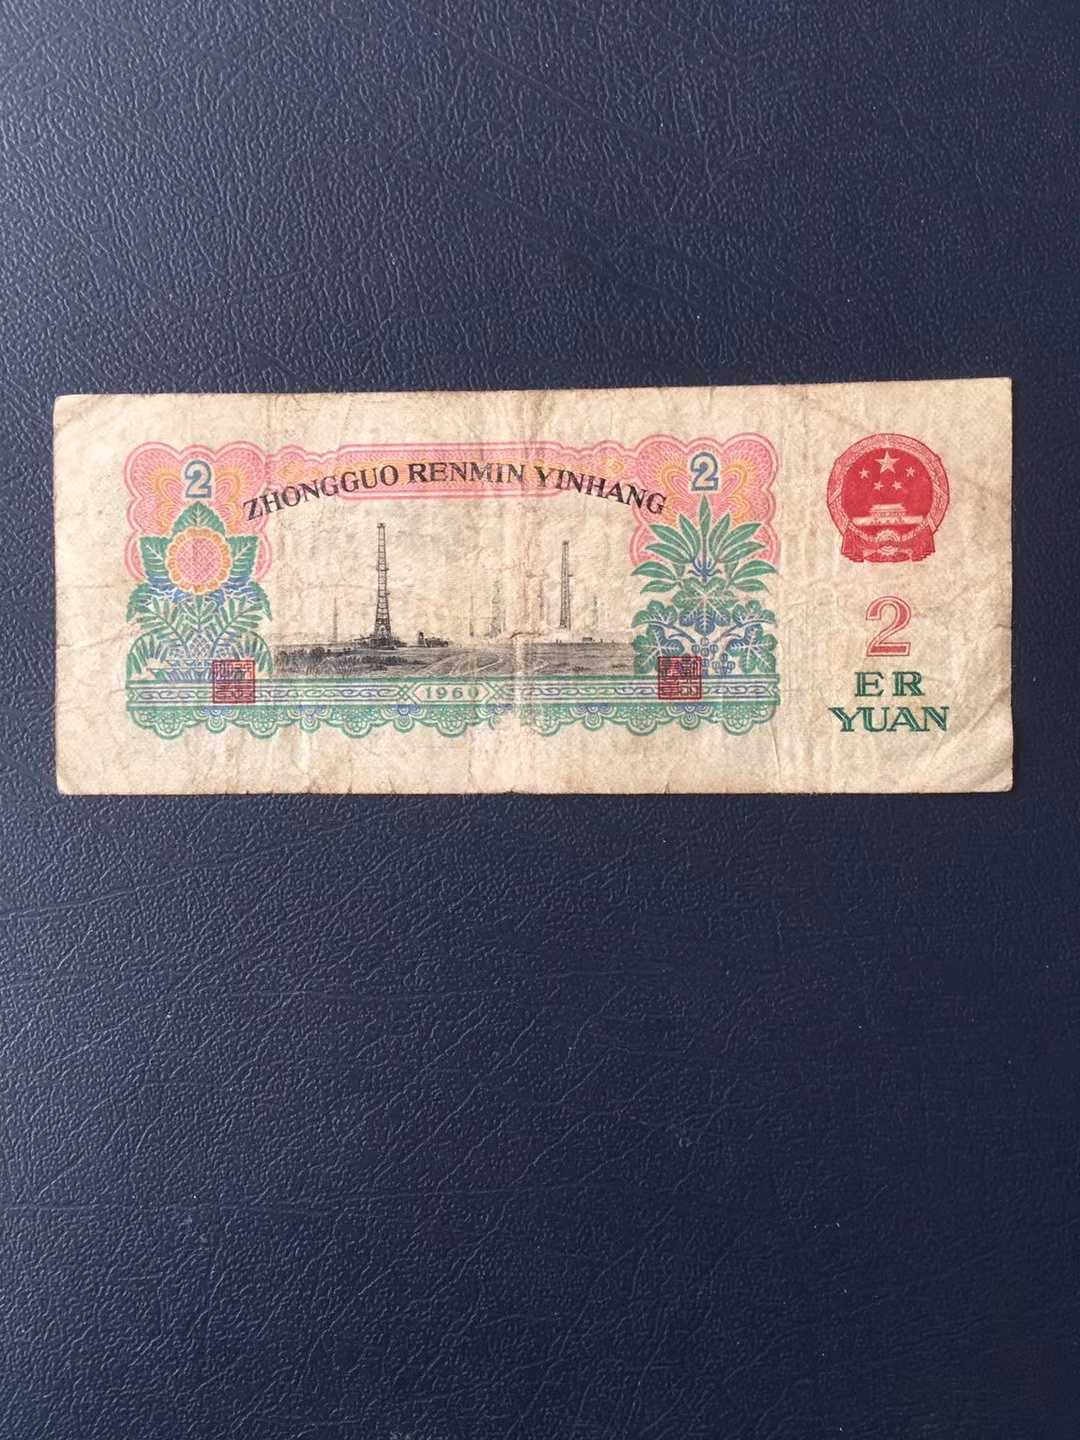 2
ZHONGGUO RENMIN YINHANG
2
2
ER
YUAN
1960